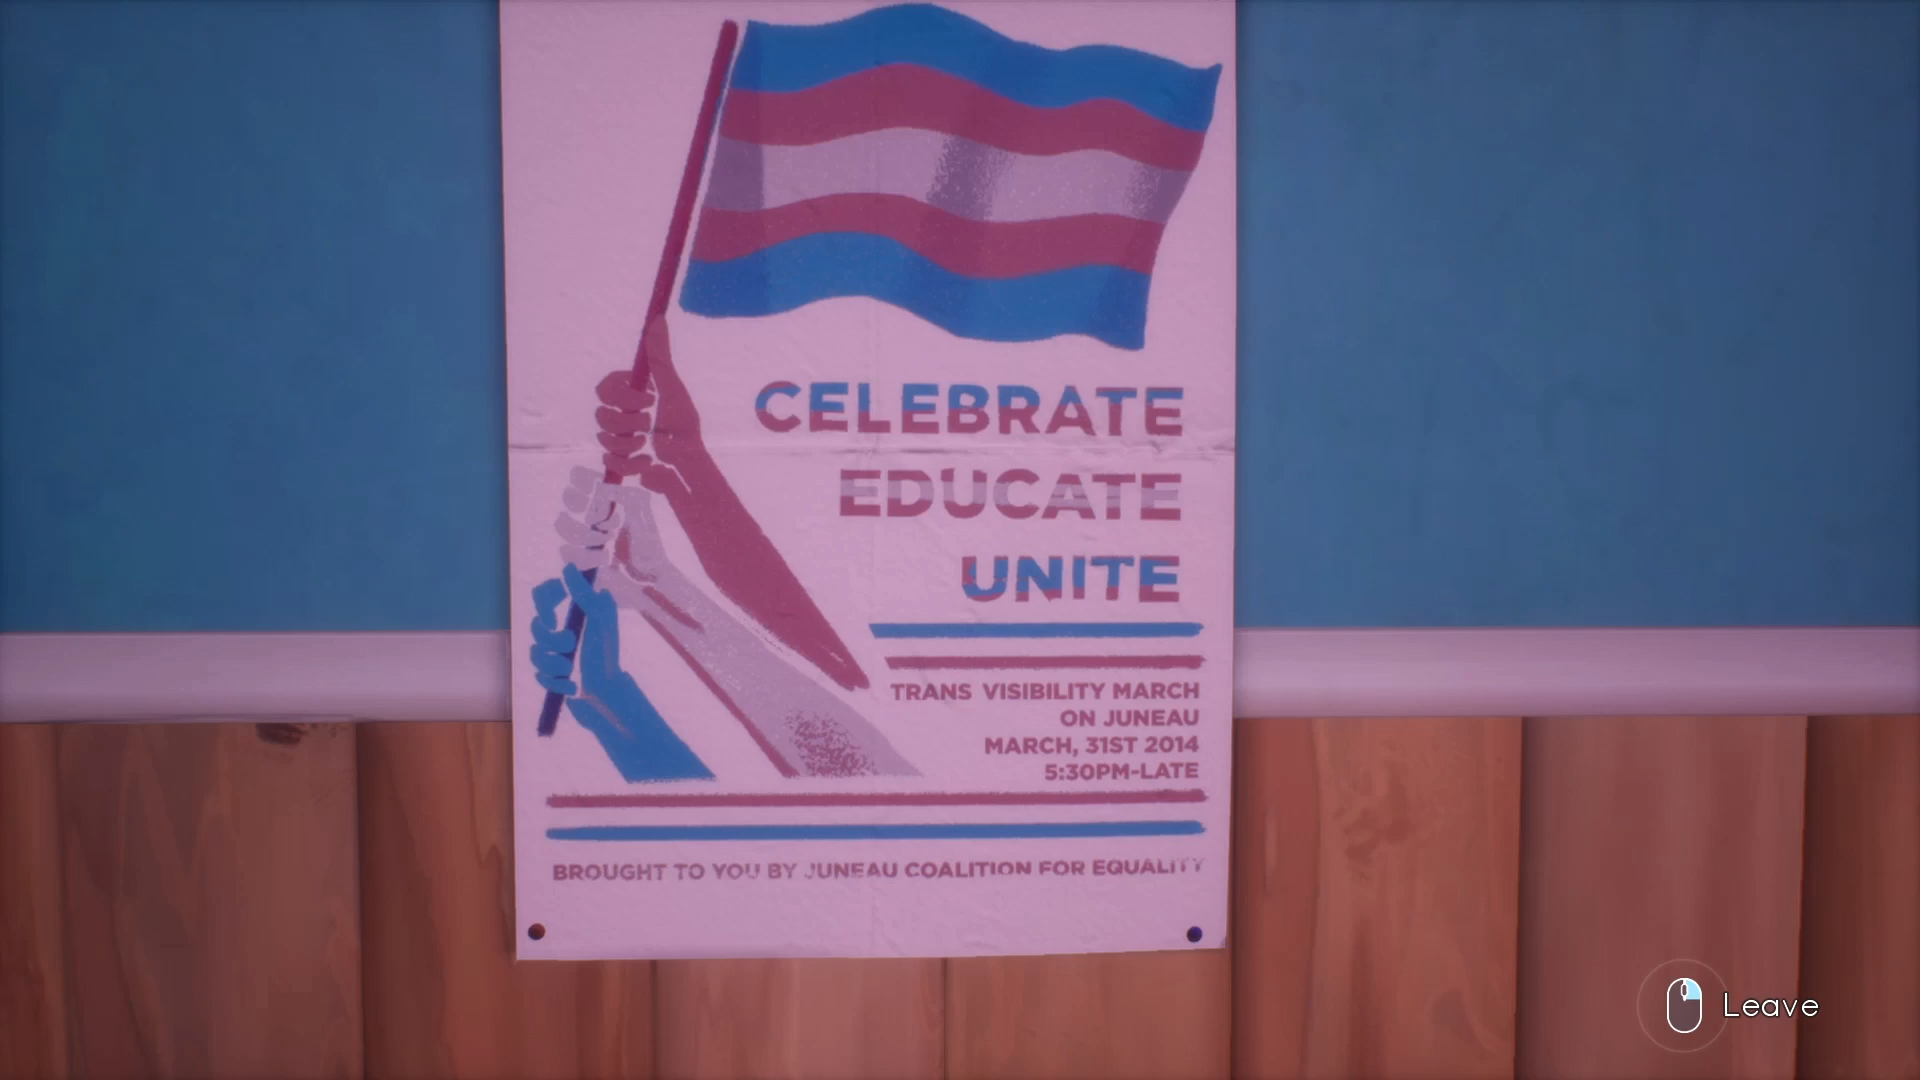 CELEBRATE
EDUCATE
UNITE
TRANS VISIBILITY MARCH
ON JUNEAU
MARCH, 31ST 2014
5:30PM-LATE
BROUGHT TO YOU BY JUNEAU COALITION FOR EQUALITY
Leave